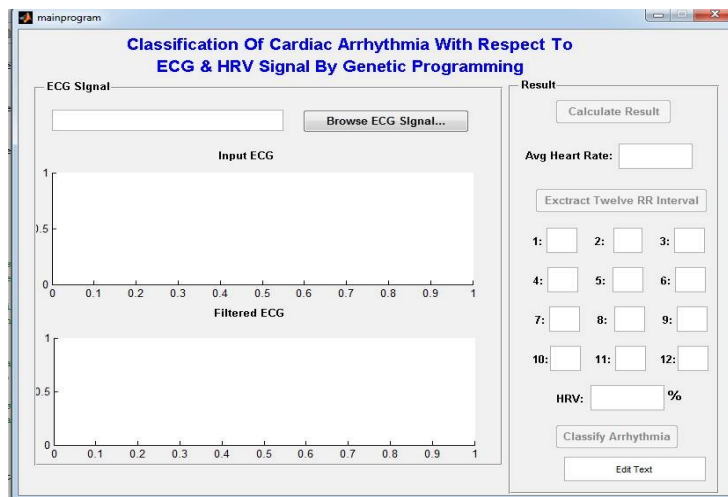 mainprogram
Classification Of Cardiac Arrhythmia With Respect To
ECG & HRV Signal By Genetic Programming
ECG SIgnal
Browse ECG SIgnal...
Input ECG
1
0.5
0
0 0.1 0.2 0.3 0.4 0.5 0.6 0.7 0.8 0.9 1
Filtered ECG
1
0.5
0
0 0.1 0.2 0.3 0.4 0.5 0.6 0.7 0.8 0.9 1
Result
Calculate Result
Avg Heart Rate:
Exctract Twelve RR Interval
1: 2: 3:
4: 5: 6:
7: 8: 9:
10: 11: 12:
HRV: %
Classify Arrhythmia
Edit Text